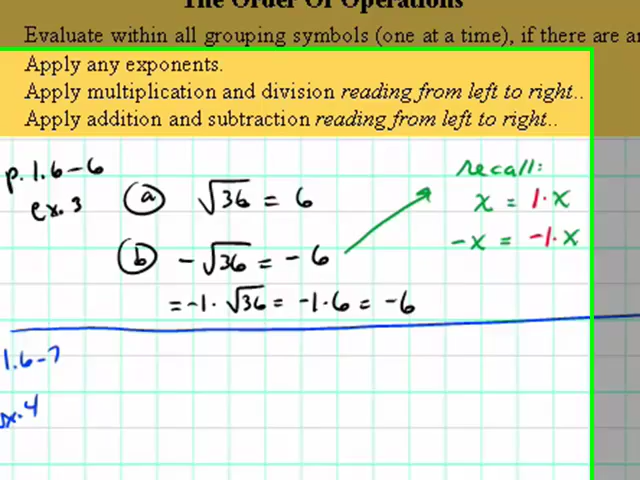 The Order Of Operations
Evaluate within all grouping symbols (one at a time), if there are
Apply any exponents.
Apply multiplication and division reading from left to right..
Apply addition and subtraction reading from left to right..
p. 1.6-6
ex. 3
(a) √36 = 6
(b) -√36 = -6
= -1 · √36 = -1 · 6 = -6
recall:
x = 1·x
-x = -1·x
1.6-7
ex. 4